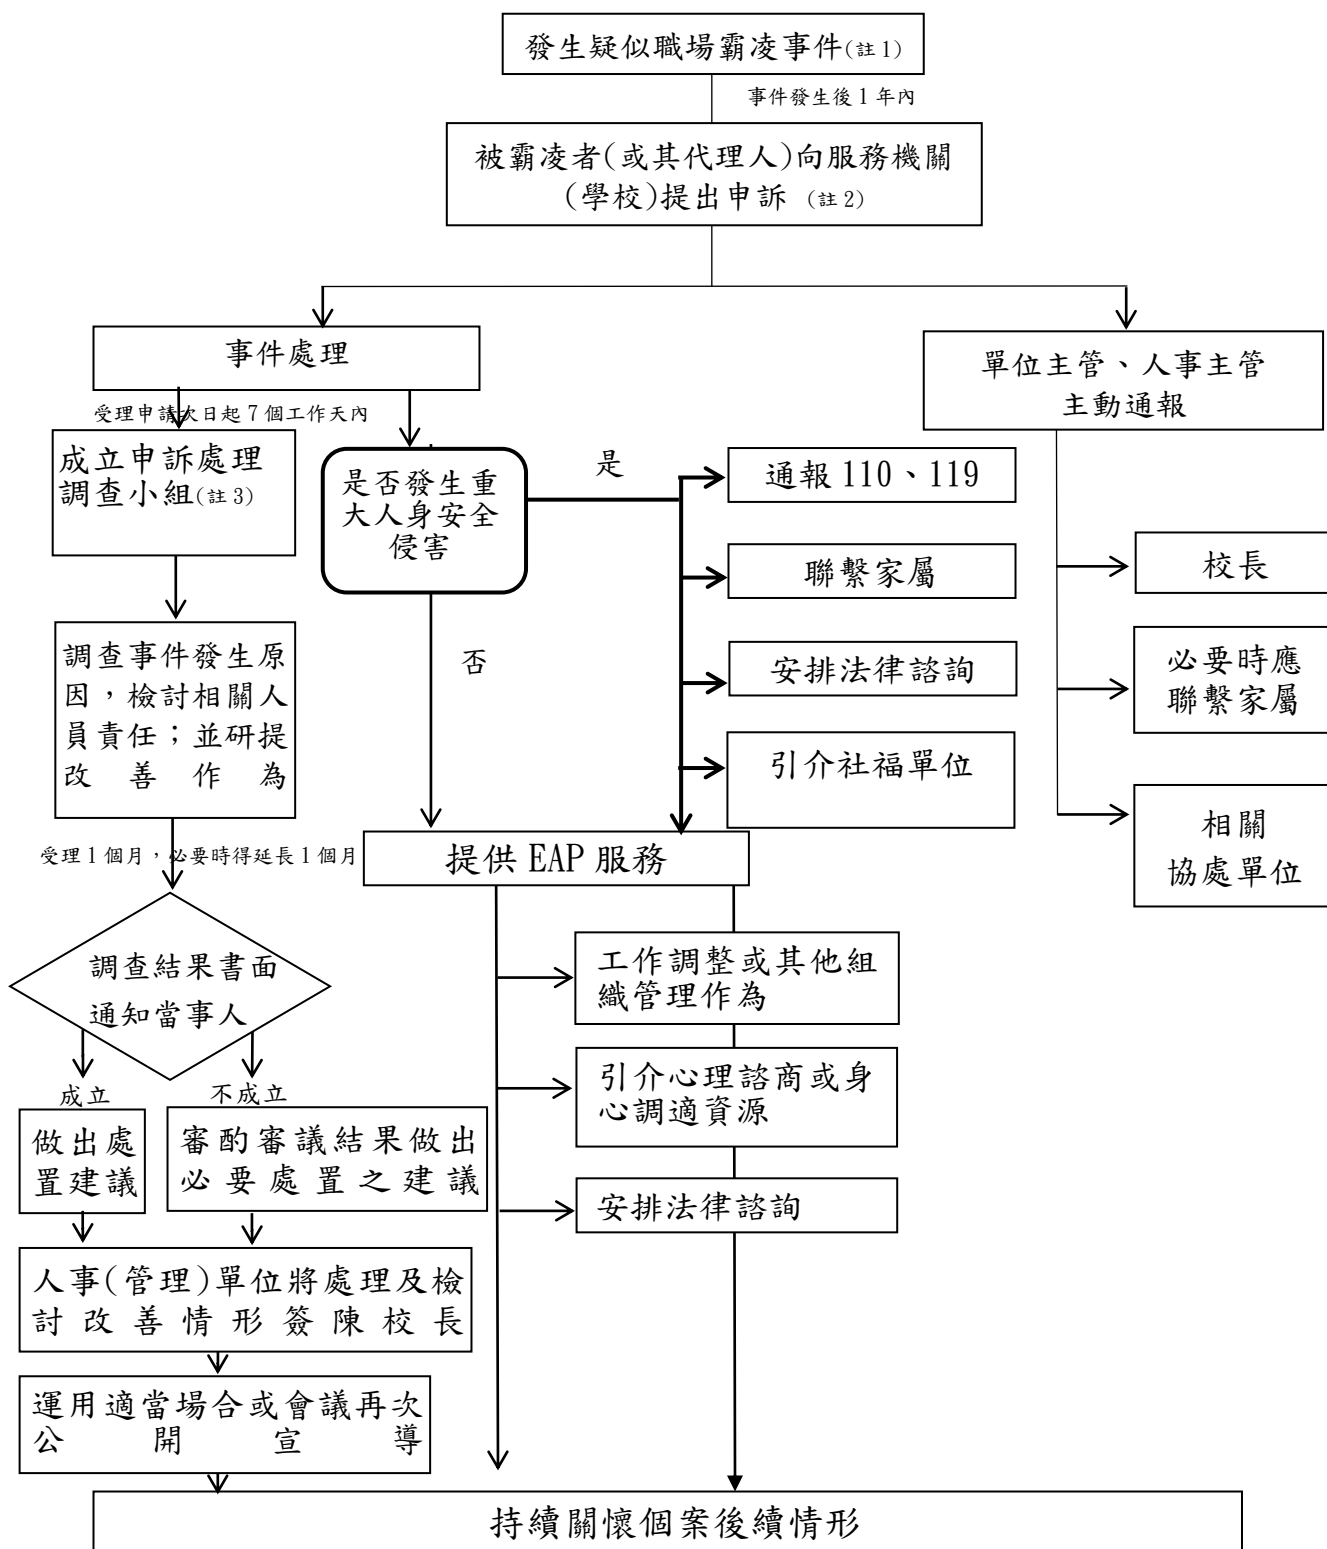 發生疑似職場霸凌事件(註1)
事件發生後1年內
被霸凌者(或其代理人)向服務機關
(學校)提出申訴 (註2)
事件處理
單位主管、人事主管
主動通報
受理申請次日起7個工作天內
成立申訴處理
調查小組(註3)
是否發生重
大人身安全
侵害
是
通報110、119
聯繫家屬
安排法律諮詢
引介社福單位
校長
必要時應
聯繫家屬
相關
協處單位
否
調查事件發生原
因，檢討相關人
員責任；並研提
改善作為
受理1個月，必要時得延長1個月
提供EAP服務
調查結果書面
通知當事人
工作調整或其他組
織管理作為
引介心理諮商或身
心調適資源
安排法律諮詢
成立
不成立
做出處
置建議
審酌審議結果做出
必要處置之建議
人事(管理)單位將處理及檢
討改善情形簽陳校長
運用適當場合或會議再次
公開宣導
持續關懷個案後續情形